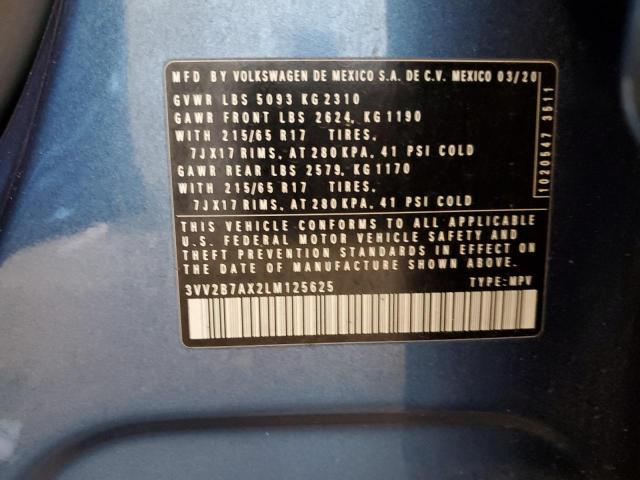 MFD BY VOLKSWAGEN DE MEXICO S.A. DE C.V. MEXICO 03/20
GVWR LBS 5093 KG 2310
GAWR FRONT LBS 2624, KG 1190
WITH 215/65 R17 TIRES,
7JX17 RIMS, AT 280 KPA, 41 PSI COLD
GAWR REAR LBS 2579, KG 1170
WITH 215/65 R17 TIRES,
7JX17 RIMS, AT 280 KPA, 41 PSI COLD
THIS VEHICLE CONFORMS TO ALL APPLICABLE
U.S. FEDERAL MOTOR VEHICLE SAFETY AND
THEFT PREVENTION STANDARDS IN EFFECT ON
THE DATE OF MANUFACTURE SHOWN ABOVE.
3VV2B7AX2LM125625 TYPE: MPV
1020547 3511